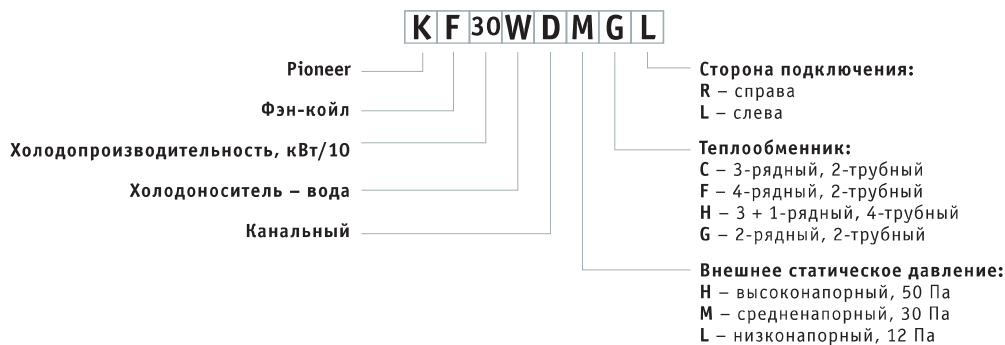 K F 30 W D M G L
Pioneer
Фэн-койл
Холодопроизводительность, кВт/10
Холодоноситель – вода
Канальный
Сторона подключения:
R – справа
L – слева
Теплообменник:
C – 3-рядный, 2-трубный
F – 4-рядный, 2-трубный
H – 3 + 1-рядный, 4-трубный
G – 2-рядный, 2-трубный
Внешнее статическое давление:
H – высоконапорный, 50 Па
M – средненапорный, 30 Па
L – низконапорный, 12 Па